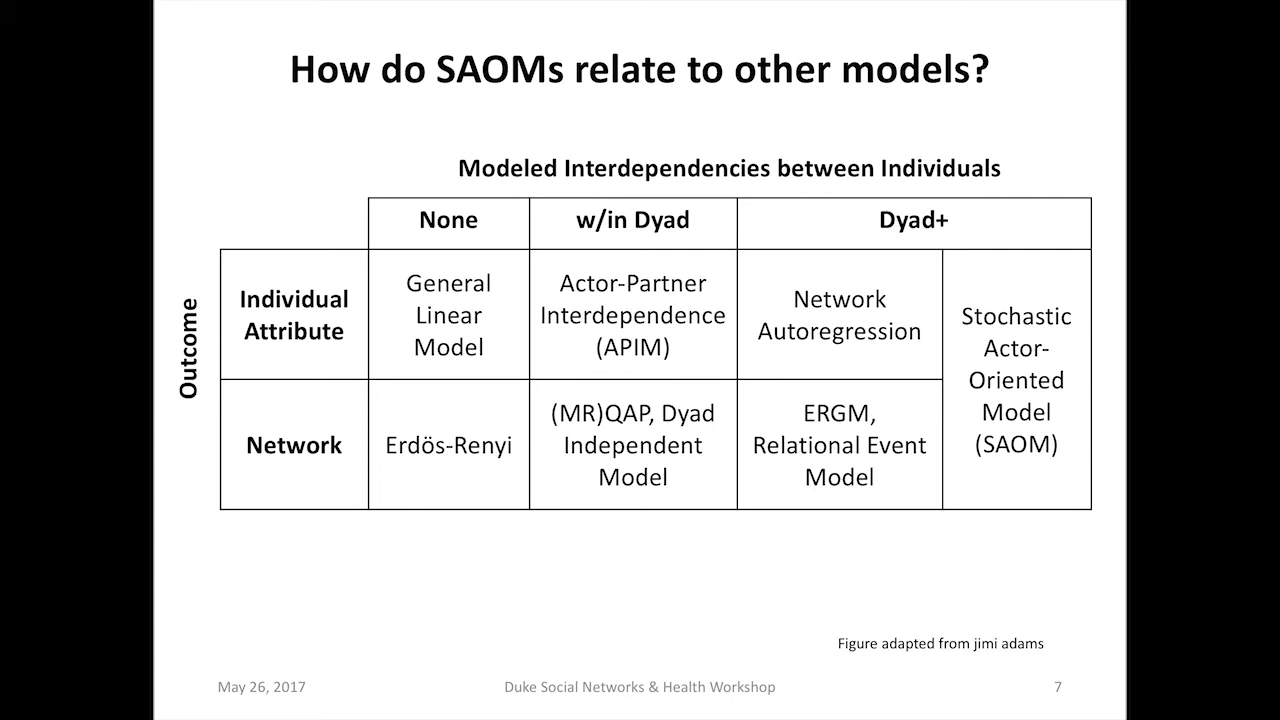 How do SAOMs relate to other models?
Modeled Interdependencies between Individuals
None
w/in Dyad
Dyad+
Outcome
Individual
Attribute
General
Linear
Model
Actor-Partner
Interdependence
(APIM)
Network
Autoregression
Stochastic
Actor-
Oriented
Model
(SAOM)
Network
Erdös-Renyi
(MR)QAP, Dyad
Independent
Model
ERGM,
Relational Event
Model
Figure adapted from jimi adams
May 26, 2017
Duke Social Networks & Health Workshop
7